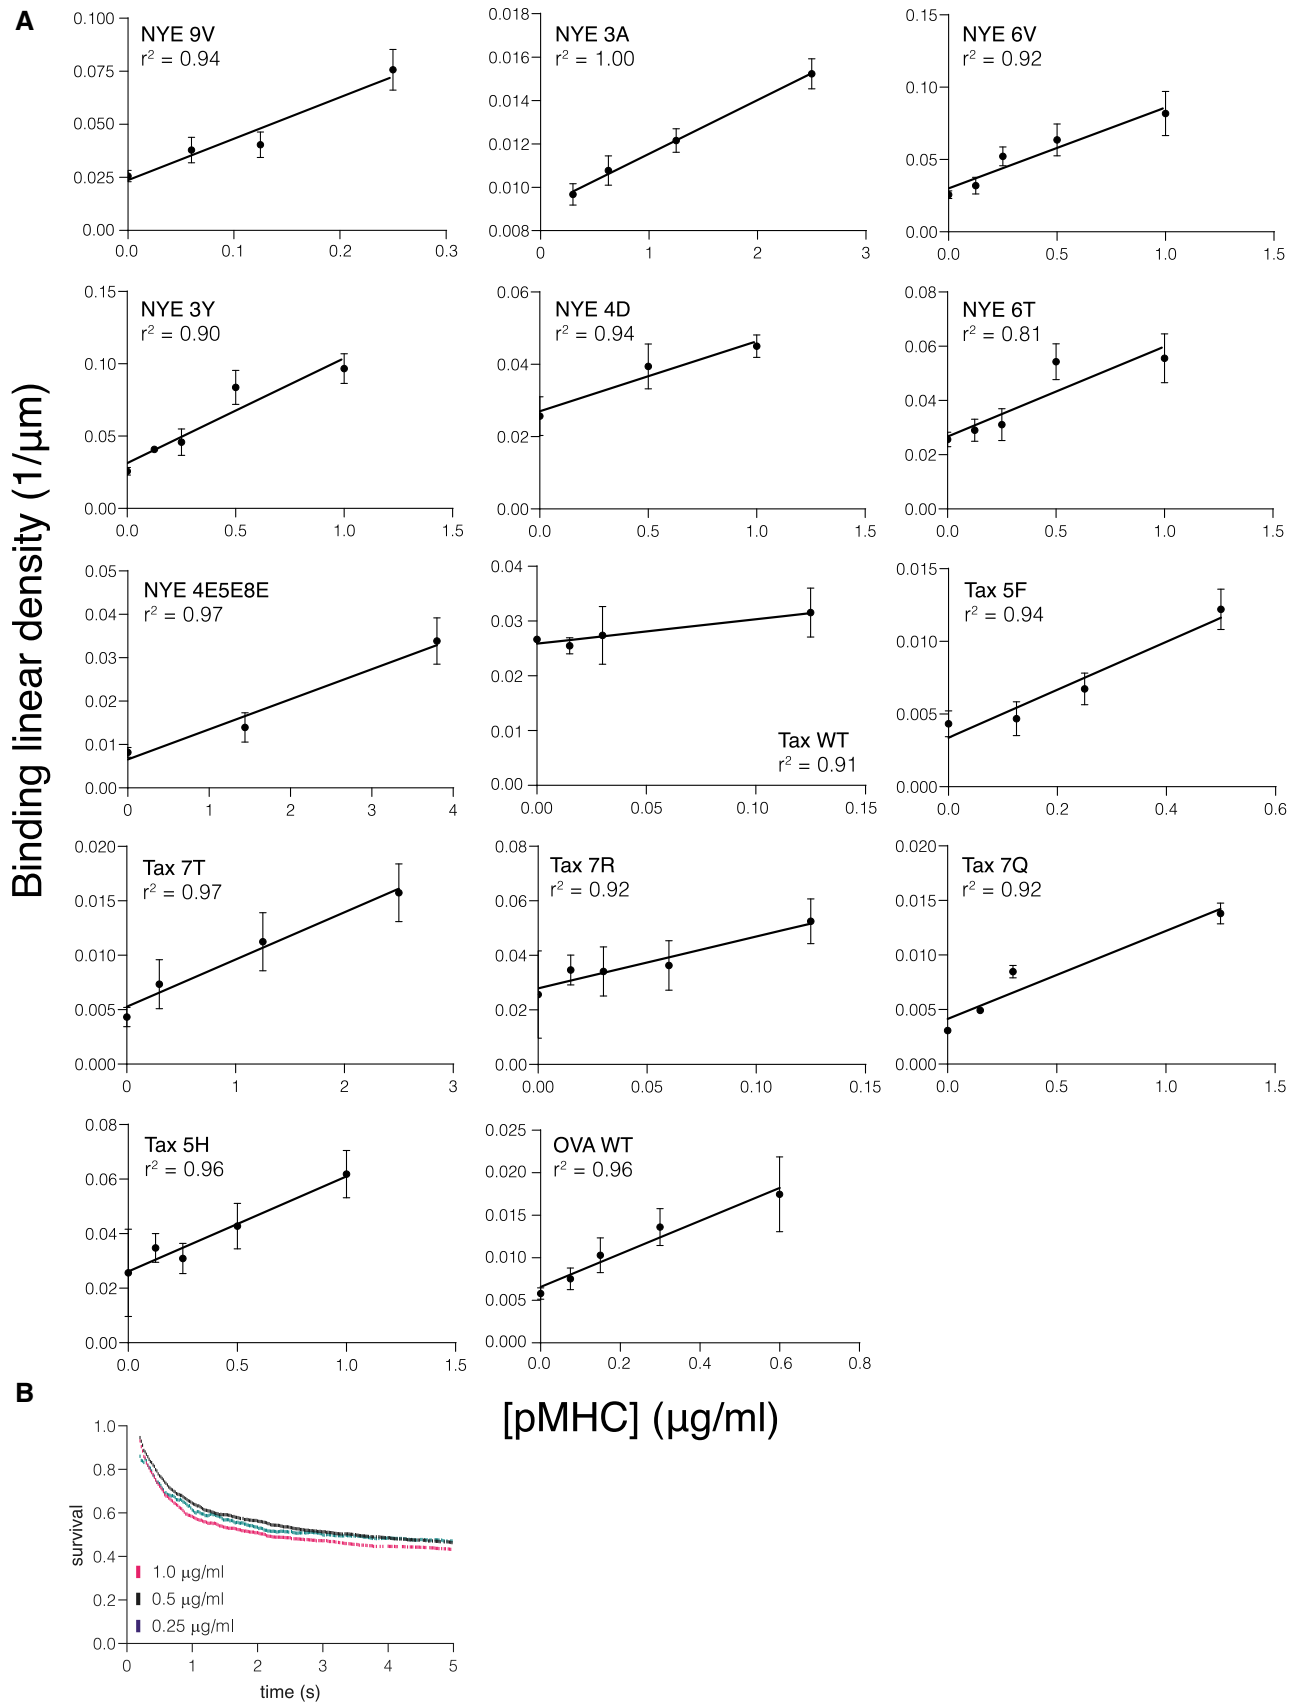 A
Binding linear density (1/µm)
NYE 9V
r² = 0.94
0.100
0.075
0.050
0.025
0.00
0.0 0.1 0.2 0.3
NYE 3A
r² = 1.00
0.018
0.016
0.014
0.012
0.010
0.008
0 1 2 3
NYE 6V
r² = 0.92
0.15
0.10
0.05
0.00
0.0 0.5 1.0 1.5
NYE 3Y
r² = 0.90
0.15
0.10
0.05
0.00
0.0 0.5 1.0 1.5
NYE 4D
r² = 0.94
0.06
0.04
0.02
0.00
0.0 0.5 1.0 1.5
NYE 6T
r² = 0.81
0.08
0.06
0.04
0.02
0.00
0.0 0.5 1.0 1.5
NYE 4E5E8E
r² = 0.97
0.05
0.04
0.03
0.02
0.01
0.00
0 1 2 3 4
0.04
0.03
0.02
0.01
0.00
Tax WT
r² = 0.91
0.00 0.05 0.10 0.15
Tax 5F
r² = 0.94
0.015
0.010
0.005
0.000
0.0 0.2 0.4 0.6
Tax 7T
r² = 0.97
0.020
0.015
0.010
0.005
0.000
0 1 2 3
Tax 7R
r² = 0.92
0.08
0.06
0.04
0.02
0.00
0.00 0.05 0.10 0.15
Tax 7Q
r² = 0.92
0.020
0.015
0.010
0.005
0.000
0.0 0.5 1.0 1.5
Tax 5H
r² = 0.96
0.08
0.06
0.04
0.02
0.00
0.0 0.5 1.0 1.5
OVA WT
r² = 0.96
0.025
0.020
0.015
0.010
0.005
0.000
0.0 0.2 0.4 0.6 0.8
[pMHC] (µg/ml)
B
survival
1.0
0.8
0.6
0.4
0.2
0.0
1.0 µg/ml
0.5 µg/ml
0.25 µg/ml
0 1 2 3 4 5
time (s)